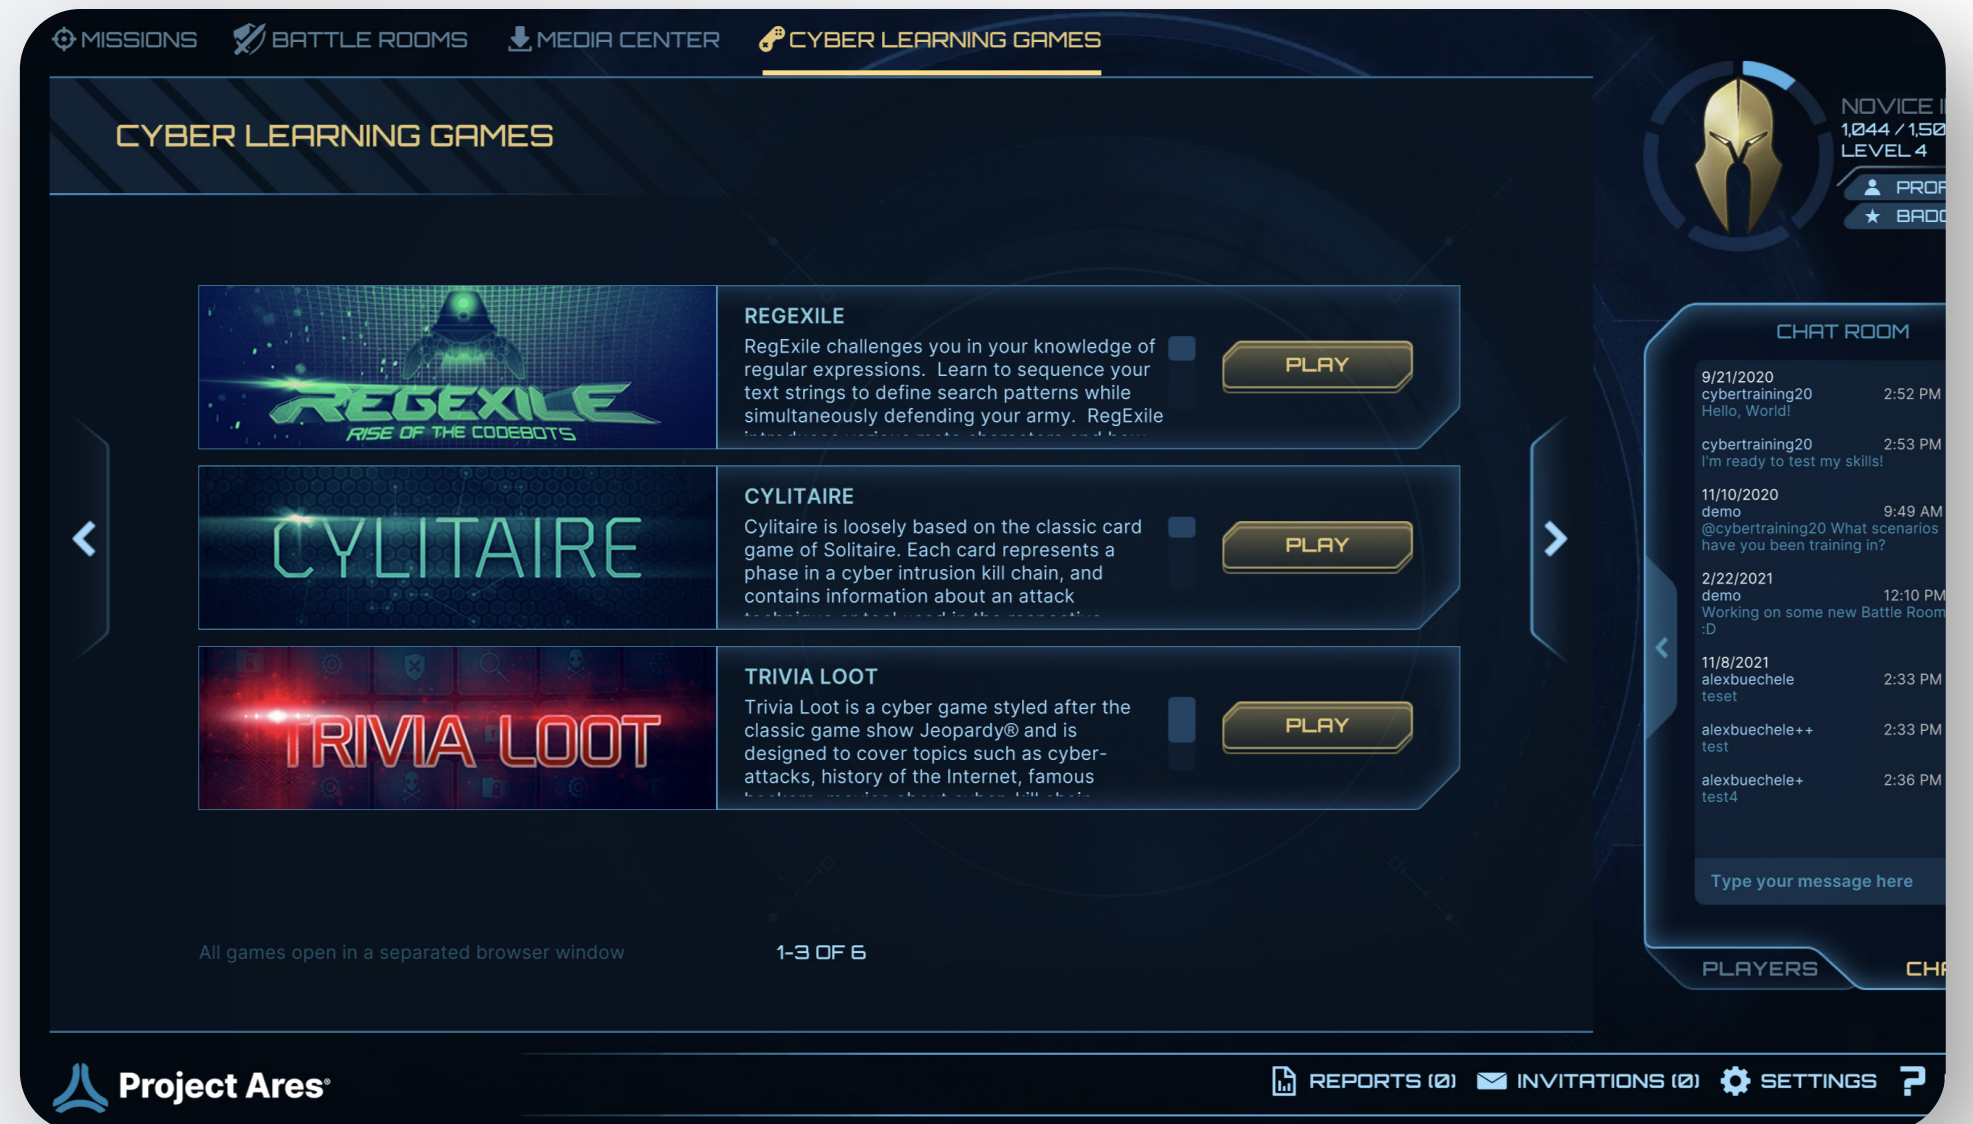 MISSIONS
BATTLE ROOMS
MEDIA CENTER
CYBER LEARNING GAMES
CYBER LEARNING GAMES
NOVICE
1,044 / 1,50
LEVEL 4
PROF
BADG
REGEXILE
RISE OF THE CODEBOTS
REGEXILE
RegExile challenges you in your knowledge of
regular expressions. Learn to sequence your
text strings to define search patterns while
simultaneously defending your army. RegExile
PLAY
CYLITAIRE
CYLITAIRE
Cylitaire is loosely based on the classic card
game of Solitaire. Each card represents a
phase in a cyber intrusion kill chain, and
contains information about an attack
PLAY
TRIVIA LOOT
TRIVIA LOOT
Trivia Loot is a cyber game styled after the
classic game show Jeopardy® and is
designed to cover topics such as cyber-
attacks, history of the Internet, famous
PLAY
All games open in a separated browser window
1-3 OF 6
CHAT ROOM
9/21/2020
cybertraining20 2:52 PM
Hello, World!
cybertraining20 2:53 PM
I'm ready to test my skills!
11/10/2020
demo 9:49 AM
@cybertraining20 What scenarios
have you been training in?
2/22/2021
demo 12:10 PM
Working on some new Battle Room
:D
11/8/2021
alexbuechele 2:33 PM
teset
alexbuechele++ 2:33 PM
test
alexbuechele+ 2:36 PM
test4
Type your message here
PLAYERS
CHA
Project Ares®
REPORTS (0)
INVITATIONS (0)
SETTINGS
?